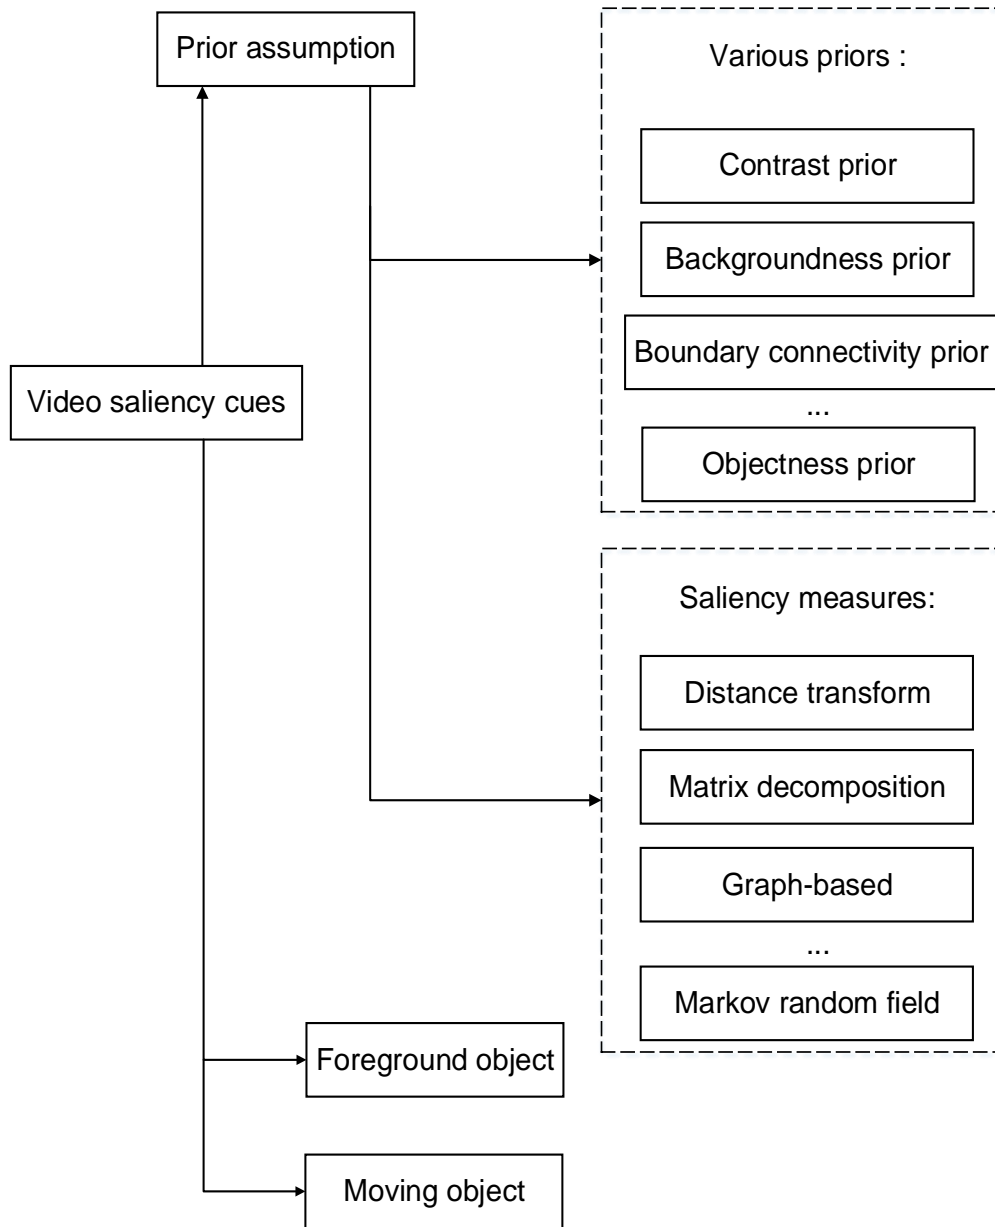 Prior assumption
Various priors :
Contrast prior
Backgroundness prior
Boundary connectivity prior
...
Objectness prior
Video saliency cues
Saliency measures:
Distance transform
Matrix decomposition
Graph-based
...
Markov random field
Foreground object
Moving object